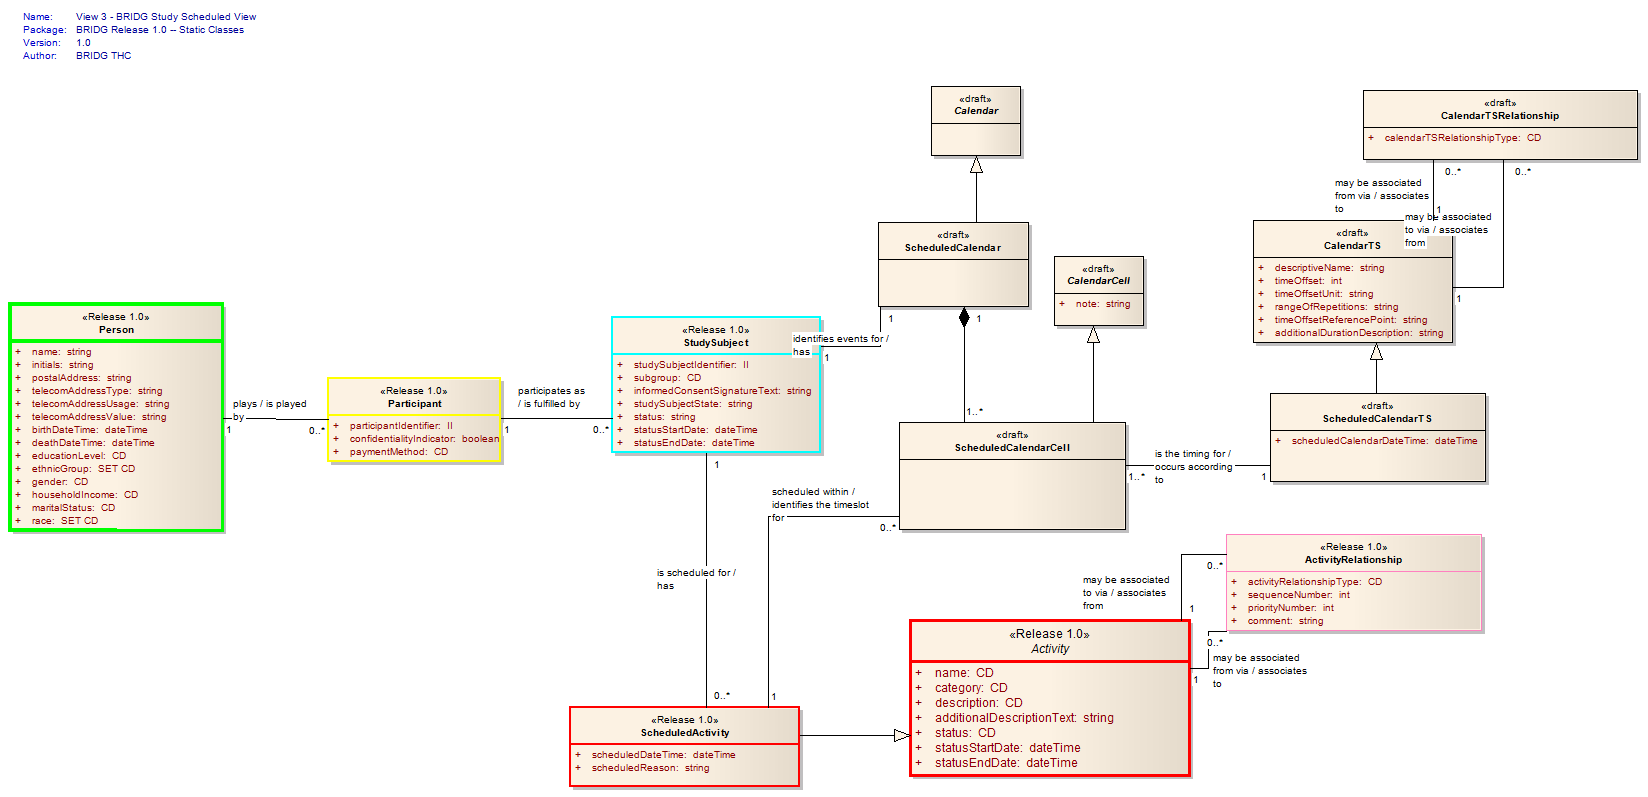 Name: View 3 - BRIDG Study Scheduled View
Package: BRIDG Release 1.0 -- Static Classes
Version: 1.0
Author: BRIDG THC
«draft»
Calendar
«draft»
CalendarTSRelationship
+ calendarTSRelationshipType: CD
0..*
0..*
may be associated
from via / associates
to
1
may be associated
to via / associates
from
«draft»
ScheduledCalendar
1
1
«draft»
CalendarCell
+ note: string
«draft»
CalendarTS
+ descriptiveName: string
+ timeOffset: int
+ timeOffsetUnit: string
+ rangeOfRepetitions: string
+ timeOffsetReferencePoint: string
+ additionalDurationDescription: string
1
«Release 1.0»
Person
+ name: string
+ initials: string
+ postalAddress: string
+ telecomAddressType: string
+ telecomAddressUsage: string
+ telecomAddressValue: string
+ birthDateTime: dateTime
+ deathDateTime: dateTime
+ educationLevel: CD
+ ethnicGroup: SET CD
+ gender: CD
+ householdIncome: CD
+ maritalStatus: CD
+ race: SET CD
plays / is played
by
1
0..*
«Release 1.0»
Participant
+ participantIdentifier: II
+ confidentialityIndicator: boolean
+ paymentMethod: CD
participates as
/ is fulfilled by
1
0..*
«Release 1.0»
StudySubject
+ studySubjectIdentifier: II
+ subgroup: CD
+ informedConsentSignatureText: string
+ studySubjectState: string
+ status: string
+ statusStartDate: dateTime
+ statusEndDate: dateTime
identifies events for /
has
1
1
1..*
«draft»
ScheduledCalendarCell
is the timing for /
occurs according
to
1..*
1
«draft»
ScheduledCalendarTS
+ scheduledCalendarDateTime: dateTime
scheduled within /
identifies the timeslot
for
0..*
is scheduled for /
has
0..*
1
«Release 1.0»
ScheduledActivity
+ scheduledDateTime: dateTime
+ scheduledReason: string
«Release 1.0»
ActivityRelationship
+ activityRelationshipType: CD
+ sequenceNumber: int
+ priorityNumber: int
+ comment: string
0..*
may be associated
to via / associates
from
1
«Release 1.0»
Activity
+ name: CD
+ category: CD
+ description: CD
+ additionalDescriptionText: string
+ status: CD
+ statusStartDate: dateTime
+ statusEndDate: dateTime
0..*
may be associated
from via / associates
to
1